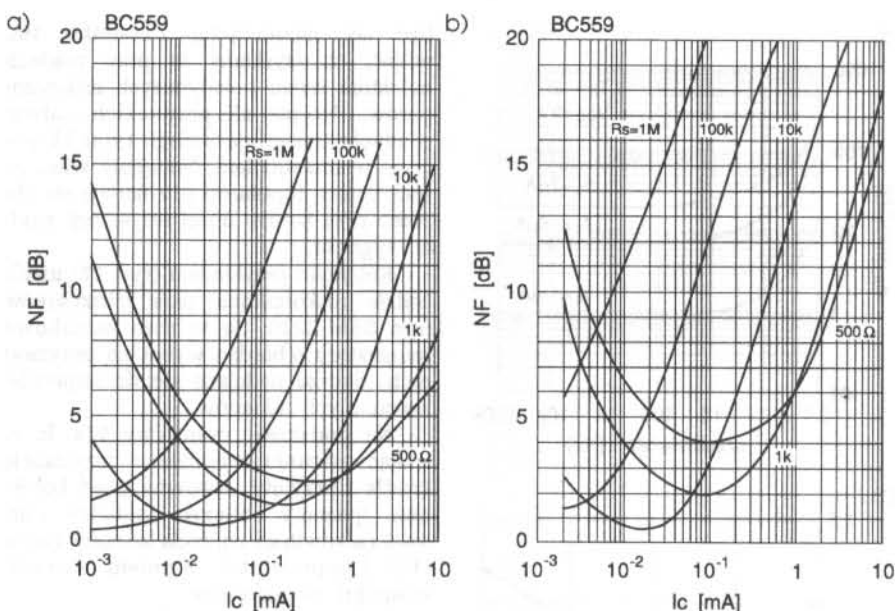 a) BC559
20
15
10
5
0
NF [dB]
Rs=1M 100k 10k
1k
500 Ω
10⁻³ 10⁻² 10⁻¹ 1 10
Ic [mA]
b) BC559
20
15
10
5
0
NF [dB]
Rs=1M 100k 10k
500 Ω
1k
10⁻³ 10⁻² 10⁻¹ 1 10
Ic [mA]